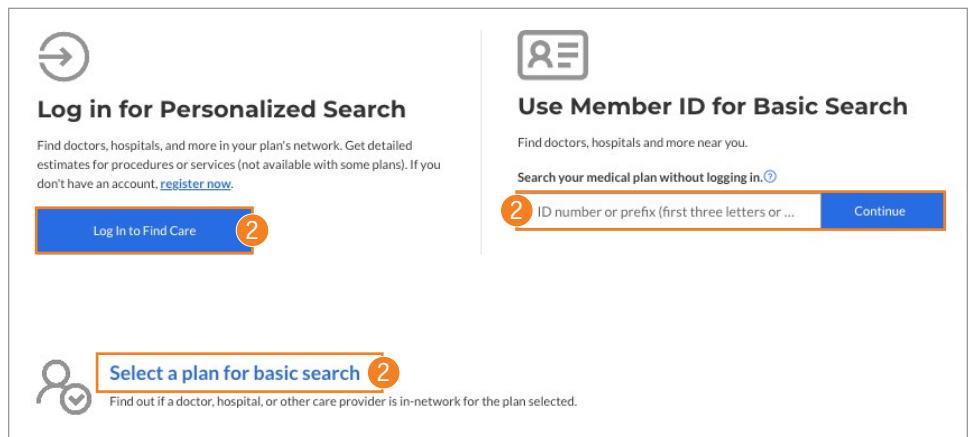 Log in for Personalized Search
Find doctors, hospitals, and more in your plan's network. Get detailed
estimates for procedures or services (not available with some plans). If you
don't have an account, register now.
Log In to Find Care
2
Use Member ID for Basic Search
Find doctors, hospitals and more near you.
Search your medical plan without logging in.?
2
ID number or prefix (first three letters or ...
Continue
Select a plan for basic search
2
Find out if a doctor, hospital, or other care provider is in-network for the plan selected.